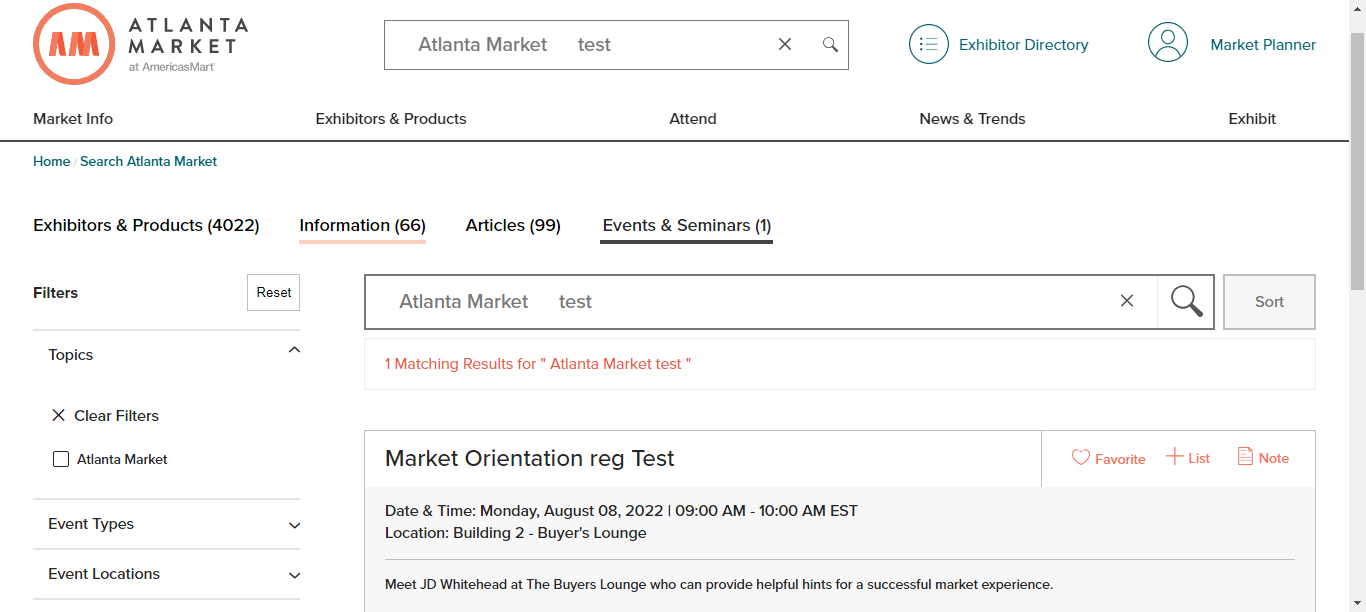 ATLANTA
MARKET
at AmericasMart
Atlanta Market test
Exhibitor Directory
Market Planner
Market Info
Exhibitors & Products
Attend
News & Trends
Exhibit
Home / Search Atlanta Market
Exhibitors & Products (4022)
Information (66)
Articles (99)
Events & Seminars (1)
Filters
Reset
Topics
Clear Filters
Atlanta Market
Event Types
Event Locations
Atlanta Market test
Sort
1 Matching Results for " Atlanta Market test "
Market Orientation reg Test
Favorite
List
Note
Date & Time: Monday, August 08, 2022 | 09:00 AM - 10:00 AM EST
Location: Building 2 - Buyer's Lounge
Meet JD Whitehead at The Buyers Lounge who can provide helpful hints for a successful market experience.